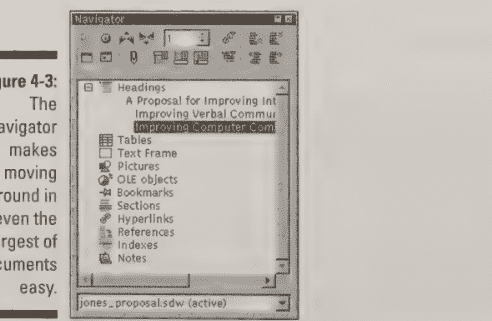 gure 4-3:
The
avigator
makes
moving
round in
even the
rgest of
cuments
easy.
Navigator
1
Headings
A Proposal for Improving Int
Improving Verbal Commur
Improving Computer Com
Tables
Text Frame
Pictures
OLE objects
Bookmarks
Sections
Hyperlinks
References
Indexes
Notes
jones_proposal.sdw (active)